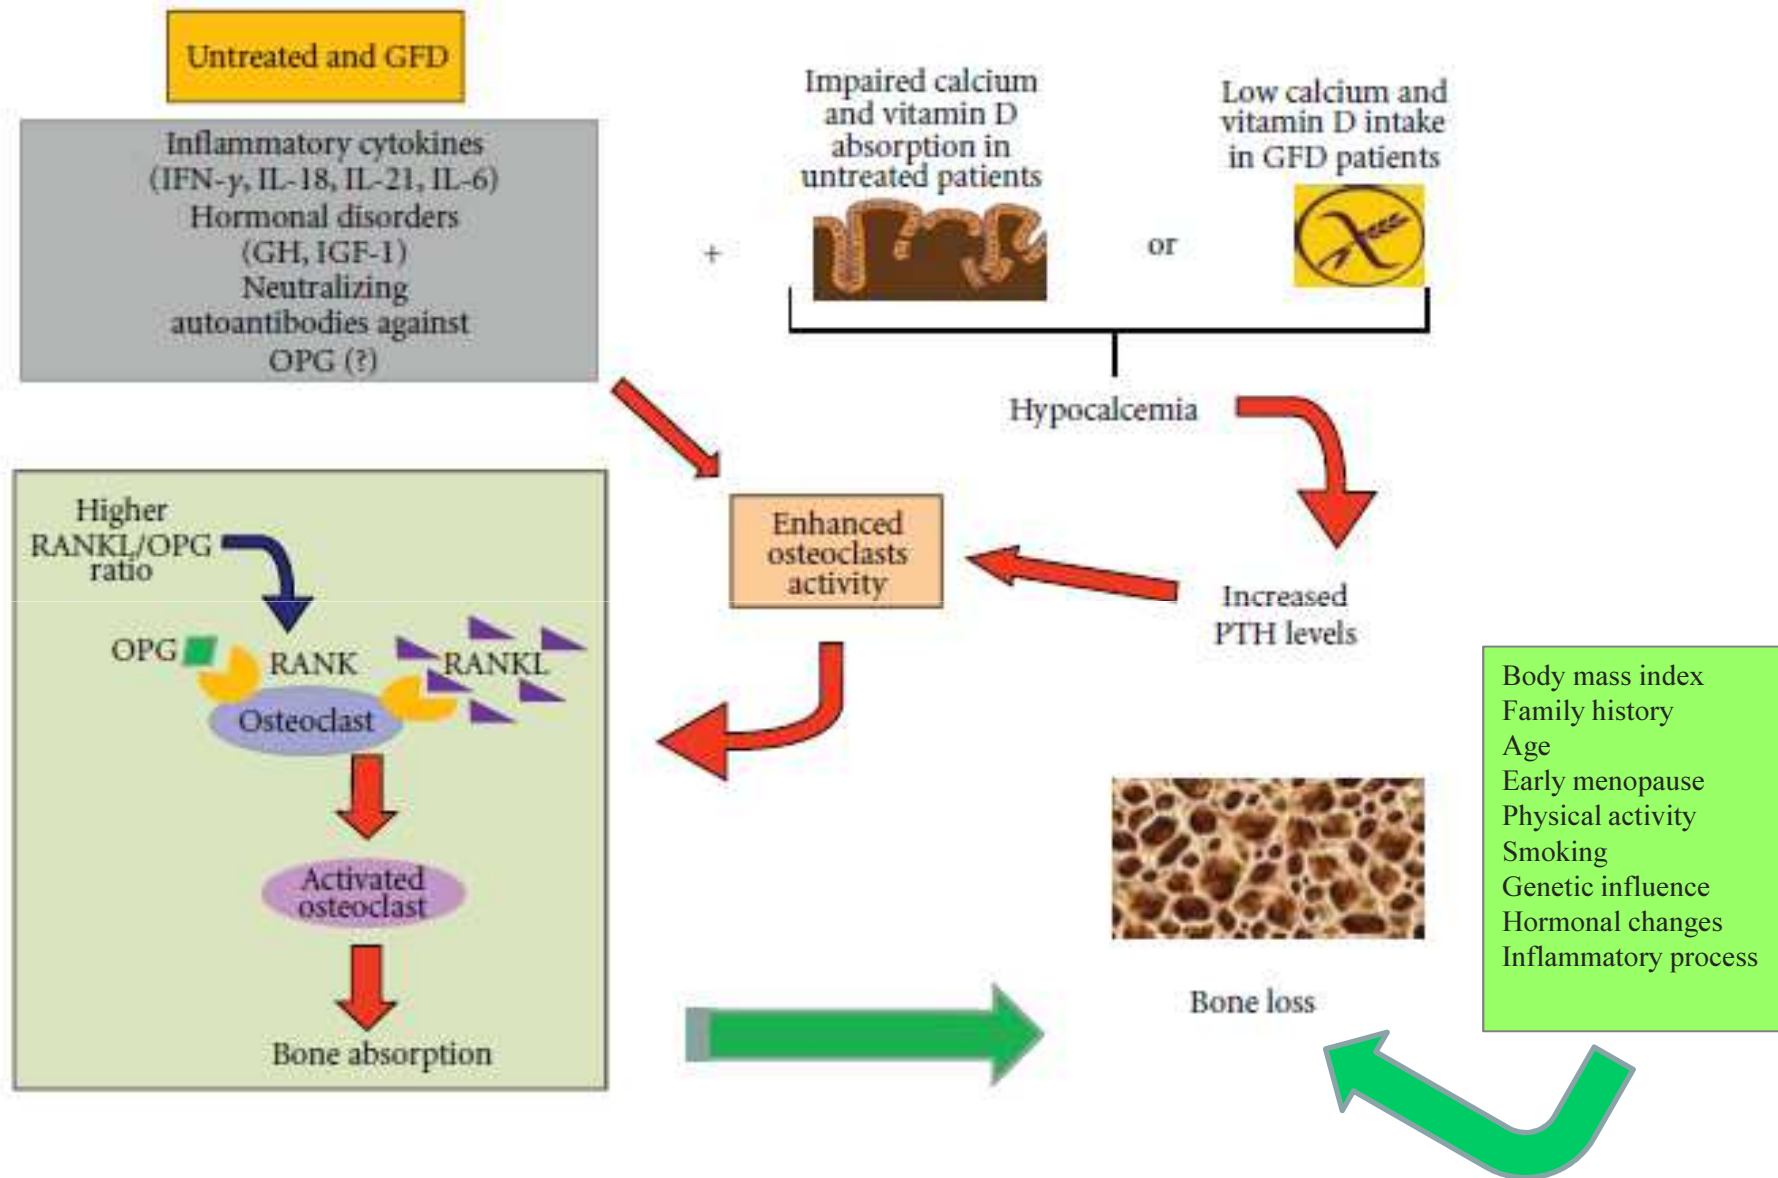 Untreated and GFD
Inflammatory cytokines
(IFN-γ, IL-18, IL-21, IL-6)
Hormonal disorders
(GH, IGF-1)
Neutralizing
autoantibodies against
OPG (?)
+
Impaired calcium
and vitamin D
absorption in
untreated patients
or
Low calcium and
vitamin D intake
in GFD patients
Hypocalcemia
Increased
PTH levels
Enhanced
osteoclasts
activity
Higher
RANKL/OPG
ratio
OPG
RANK
RANKL
Osteoclast
Activated
osteoclast
Bone absorption
Bone loss
Body mass index
Family history
Age
Early menopause
Physical activity
Smoking
Genetic influence
Hormonal changes
Inflammatory process